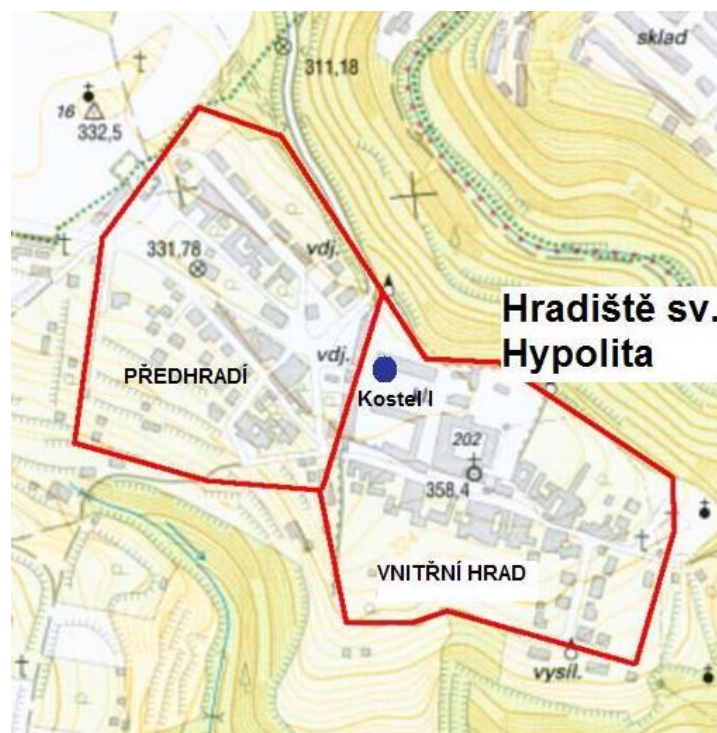 sklad
311,18
16
332,5
331.78
vdj.
Hradiště sv.
Hypolita
vdj.
PŘEDHRADÍ
Kostel I
202
358.4
VNITŘNÍ HRAD
vysíl.